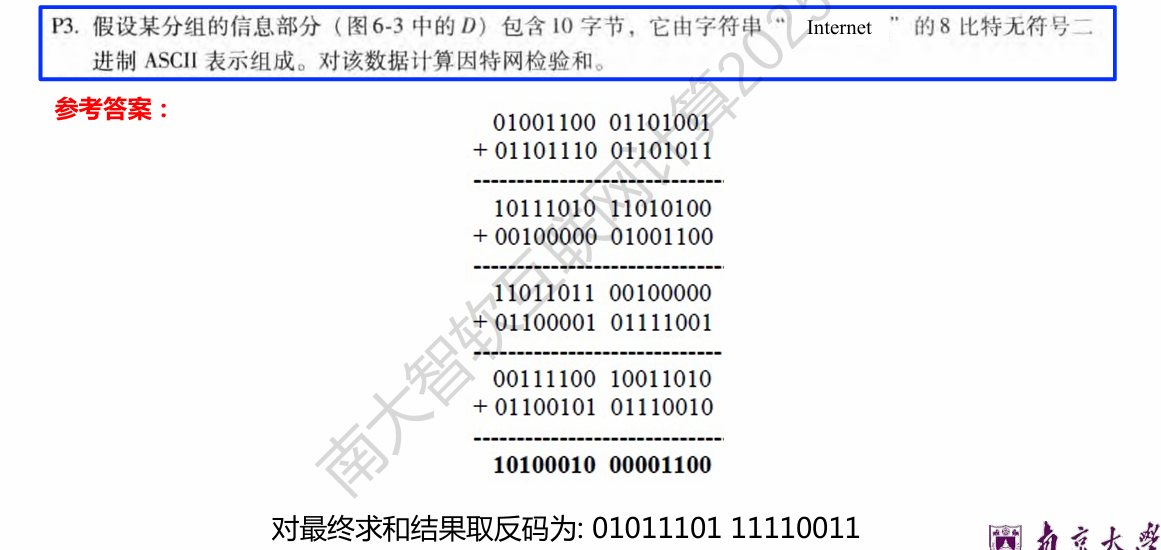 P3. 假设某分组的信息部分（图6-3 中的D）包含 10 字节，它由字符串“ Internet ”的 8 比特无符号二
进制 ASCII 表示组成。对该数据计算因特网检验和。
参考答案：
01001100 01101001
+ 01101110 01101011
------------------------------
10111010 11010100
+ 00100000 01001100
------------------------------
11011011 00100000
+ 01100001 01111001
------------------------------
00111100 10011010
+ 01100101 01110010
------------------------------
10100010 00001100
对最终求和结果取反码为: 01011101 11110011
南大智软互联网计算2025
南京大学